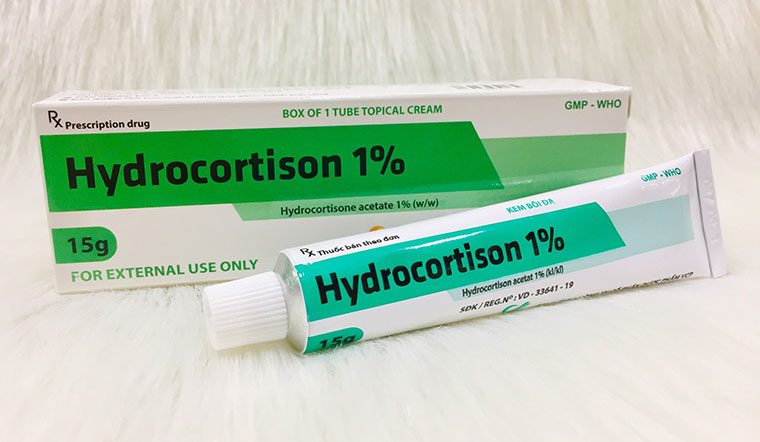 Rx Prescription drug
BOX OF 1 TUBE TOPICAL CREAM
GMP - WHO
Hydrocortison 1%
Hydrocortisone acetate 1% (w/w)
15g
FOR EXTERNAL USE ONLY
Rx Thuốc bán theo đơn
KEM BÔI DA
GMP - WHO
Hydrocortison 1%
Hydrocortison acetat 1% (kl/kl)
SĐK / REG.Nº : VD - 33641 - 19
15g